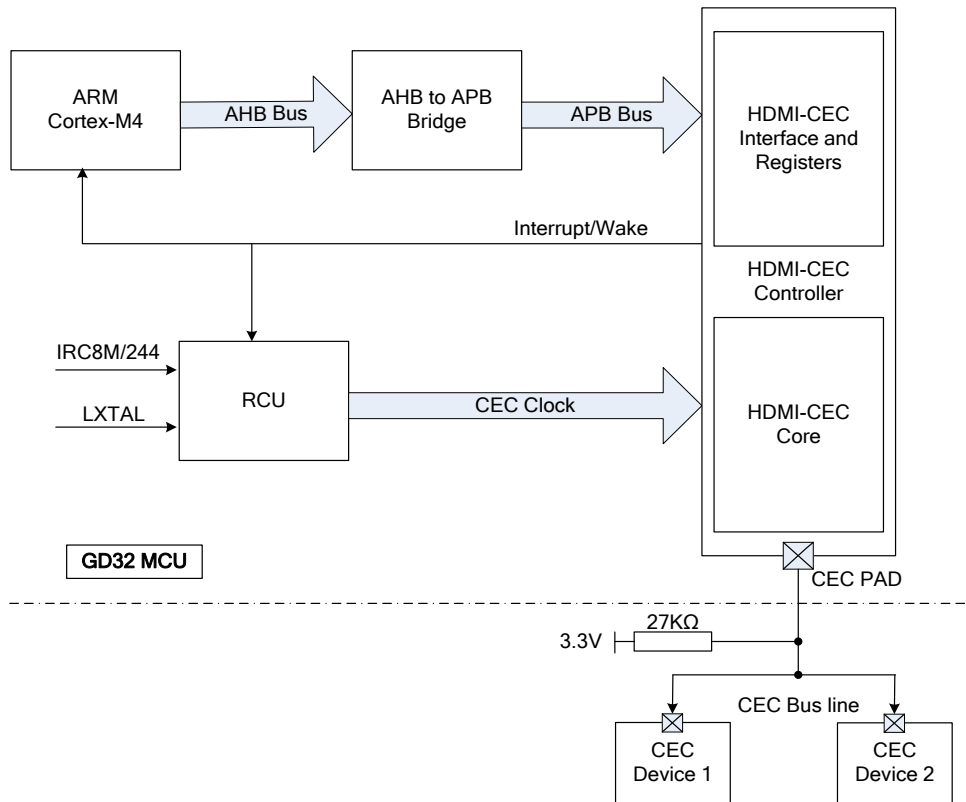 ARM
Cortex-M4
AHB Bus
AHB to APB
Bridge
APB Bus
HDMI-CEC
Interface and
Registers
Interrupt/Wake
HDMI-CEC
Controller
IRC8M/244
LXTAL
RCU
CEC Clock
HDMI-CEC
Core
GD32 MCU
CEC PAD
27KΩ
3.3V
CEC Bus line
CEC
Device 1
CEC
Device 2